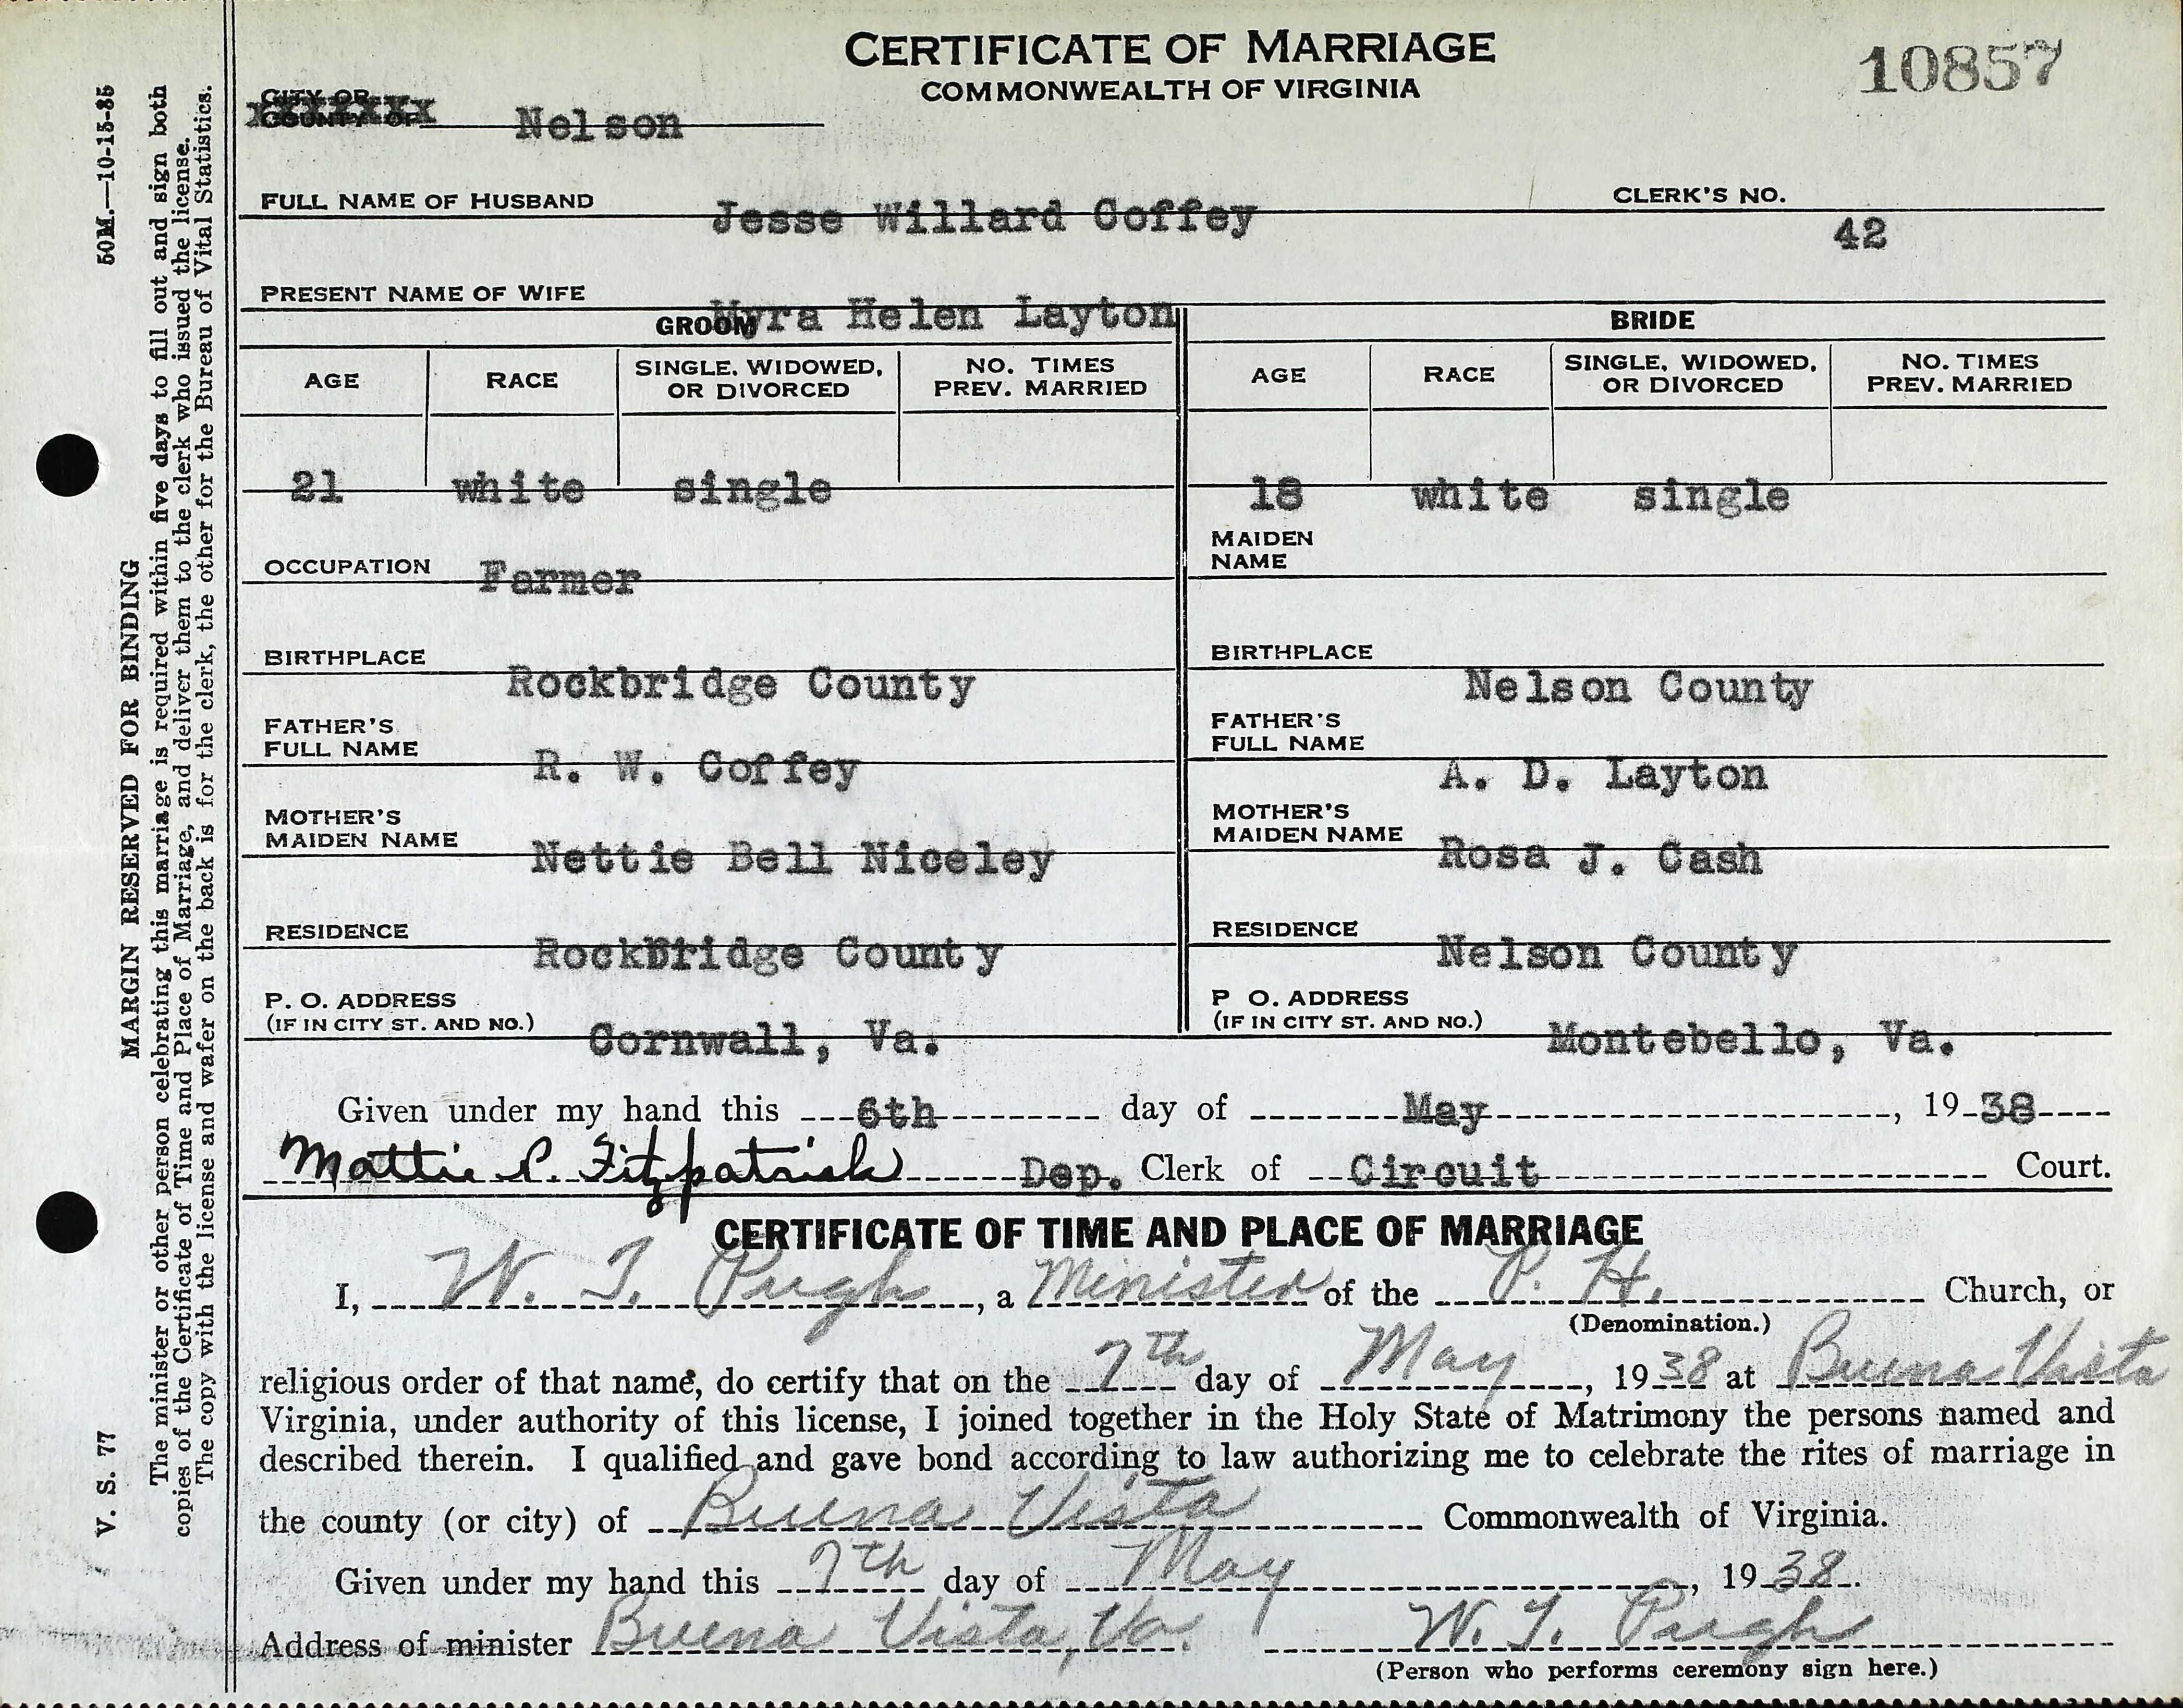 CERTIFICATE OF MARRIAGE
COMMONWEALTH OF VIRGINIA
10857
CITY OR
COUNTY OF Nelson
FULL NAME OF HUSBAND Jesse Willard Coffey CLERK'S NO. 42
PRESENT NAME OF WIFE Myra Helen Layton
GROOM BRIDE
AGE RACE SINGLE, WIDOWED, OR DIVORCED NO. TIMES PREV. MARRIED AGE RACE SINGLE, WIDOWED, OR DIVORCED NO. TIMES PREV. MARRIED
21 white single 18 white single
OCCUPATION Farmer MAIDEN NAME
BIRTHPLACE Rockbridge County BIRTHPLACE Nelson County
FATHER'S FULL NAME R. W. Coffey FATHER'S FULL NAME A. D. Layton
MOTHER'S MAIDEN NAME Nettie Bell Niceley MOTHER'S MAIDEN NAME Rosa J. Cash
RESIDENCE Rockbridge County RESIDENCE Nelson County
P. O. ADDRESS (IF IN CITY ST. AND NO.) Cornwall, Va. P O. ADDRESS (IF IN CITY ST. AND NO.) Montebello, Va.
Given under my hand this 6th day of May, 1938
Mattie P. Fitzpatrick Dep. Clerk of Circuit Court.
CERTIFICATE OF TIME AND PLACE OF MARRIAGE
I, W. T. Pugh, a Minister of the P. H. Church, or
(Denomination.)
religious order of that name, do certify that on the 7th day of May, 1938 at Buena Vista
Virginia, under authority of this license, I joined together in the Holy State of Matrimony the persons named and
described therein. I qualified and gave bond according to law authorizing me to celebrate the rites of marriage in
the county (or city) of Buena Vista Commonwealth of Virginia.
Given under my hand this 7th day of May, 1938.
Address of minister Buena Vista, Va. W. T. Pugh
(Person who performs ceremony sign here.)
V. S. 77 50M.—10-15-35
MARGIN RESERVED FOR BINDING
The minister or other person celebrating this marriage is required within five days to fill out and sign both
copies of the Certificate of Time and Place of Marriage, and deliver them to the clerk who issued the license.
The copy with the license and wafer on the back is for the clerk, the other for the Bureau of Vital Statistics.